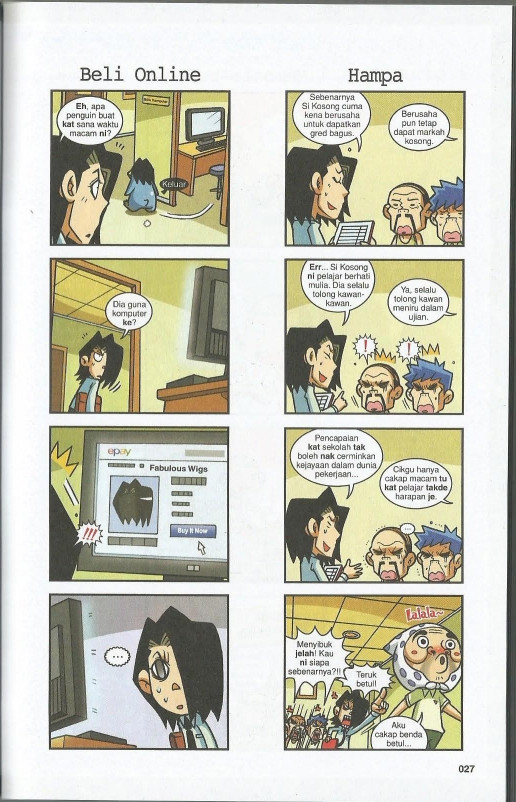 Beli Online
Eh, apa
penguin buat
kat sana waktu
macam ni?
Bilik Komputer
Keluar
Dia guna
komputer
ke?
epay
Fabulous Wigs
Buy It Now
!!!
...
Hampa
Sebenarnya
Si Kosong cuma
kena berusaha
untuk dapatkan
gred bagus.
Berusaha
pun tetap
dapat markah
kosong.
Err... Si Kosong
ni pelajar berhati
mulia. Dia selalu
tolong kawan-
kawan.
Ya, selalu
tolong kawan
meniru dalam
ujian.
!
!
Pencapaian
kat sekolah tak
boleh nak cerminkan
kejayaan dalam dunia
pekerjaan...
Cikgu hanya
cakap macam tu
kat pelajar takde
harapan je.
...
Lalala~
Menyibuk
jelah! Kau
ni siapa
sebenarnya?!!
Teruk
betul!
Aku
cakap benda
betul...
027